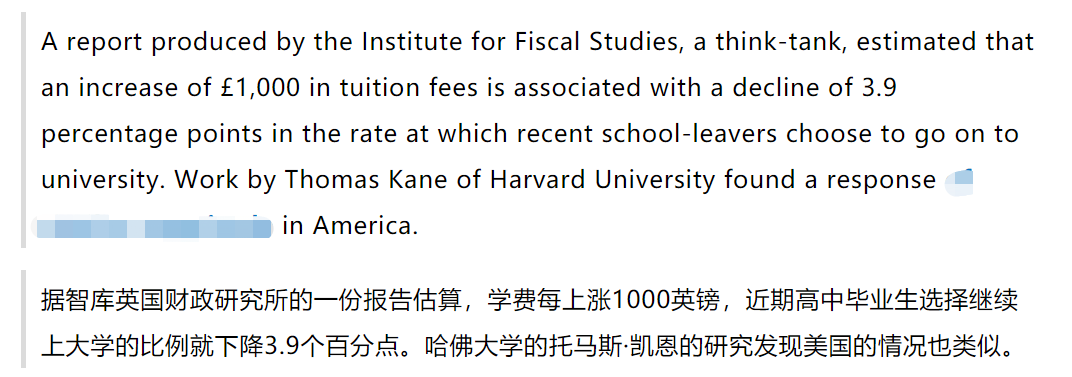 A report produced by the Institute for Fiscal Studies, a think-tank, estimated that
an increase of £1,000 in tuition fees is associated with a decline of 3.9
percentage points in the rate at which recent school-leavers choose to go on to
university. Work by Thomas Kane of Harvard University found a response
in America.
据智库英国财政研究所的一份报告估算，学费每上涨1000英镑，近期高中毕业生选择继续
上大学的比例就下降3.9个百分点。哈佛大学的托马斯·凯恩的研究发现美国的情况也类似。